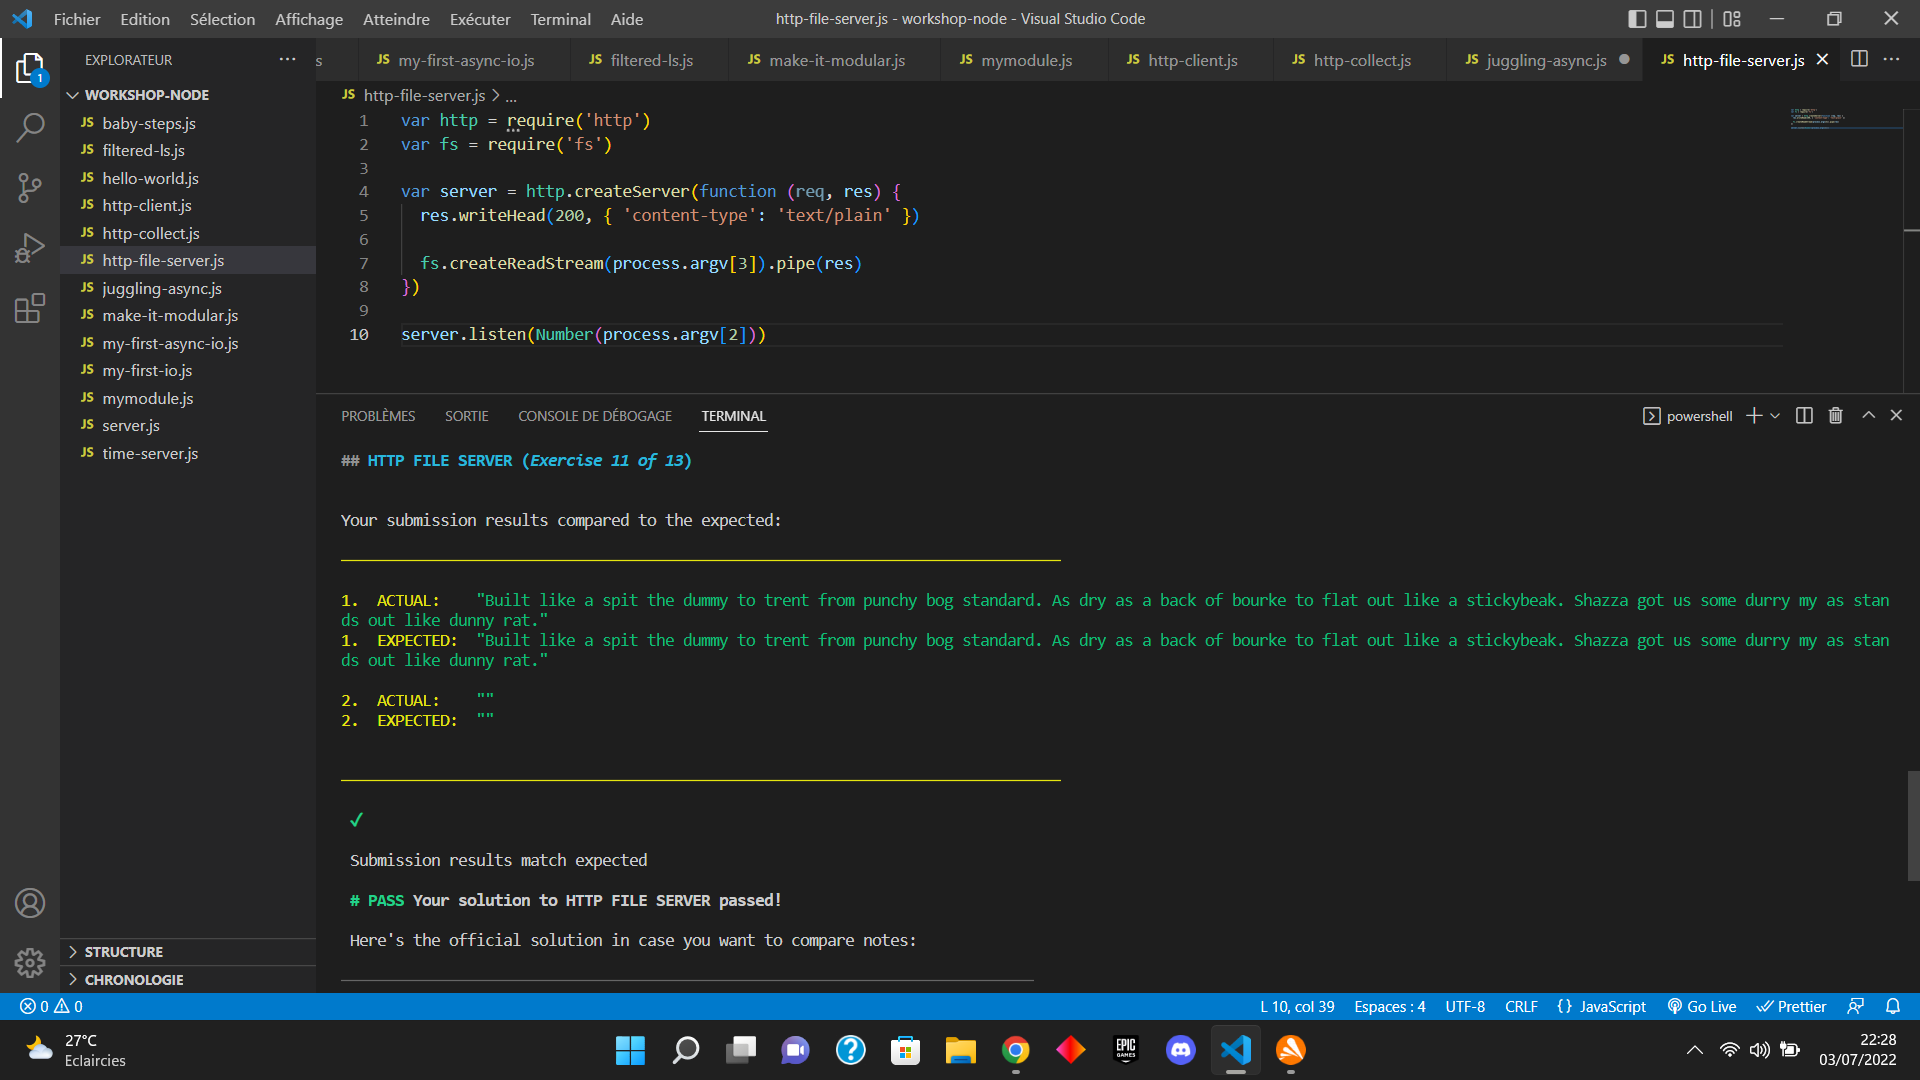 Fichier Edition Sélection Affichage Atteindre Exécuter Terminal Aide
http-file-server.js - workshop-node - Visual Studio Code
EXPLORATEUR
s
JS my-first-async-io.js
JS filtered-ls.js
JS make-it-modular.js
JS mymodule.js
JS http-client.js
JS http-collect.js
JS juggling-async.js
JS http-file-server.js
1
WORKSHOP-NODE
JS baby-steps.js
JS filtered-ls.js
JS hello-world.js
JS http-client.js
JS http-collect.js
JS http-file-server.js
JS juggling-async.js
JS make-it-modular.js
JS my-first-async-io.js
JS my-first-io.js
JS mymodule.js
JS server.js
JS time-server.js
STRUCTURE
CHRONOLOGIE
JS http-file-server.js > ...
1 var http = require('http')
2 var fs = require('fs')
3
4 var server = http.createServer(function (req, res) {
5 res.writeHead(200, { 'content-type': 'text/plain' })
6
7 fs.createReadStream(process.argv[3]).pipe(res)
8 })
9
10 server.listen(Number(process.argv[2]))
PROBLÈMES SORTIE CONSOLE DE DÉBOGAGE TERMINAL
powershell
## HTTP FILE SERVER (Exercise 11 of 13)
Your submission results compared to the expected:
1. ACTUAL: "Built like a spit the dummy to trent from punchy bog standard. As dry as a back of bourke to flat out like a stickybeak. Shazza got us some durry my as stan
ds out like dunny rat."
1. EXPECTED: "Built like a spit the dummy to trent from punchy bog standard. As dry as a back of bourke to flat out like a stickybeak. Shazza got us some durry my as stan
ds out like dunny rat."
2. ACTUAL: ""
2. EXPECTED: ""
✓
Submission results match expected
# PASS Your solution to HTTP FILE SERVER passed!
Here's the official solution in case you want to compare notes:
0 0
L 10, col 39 Espaces : 4 UTF-8 CRLF {} JavaScript Go Live Prettier
27°C
Eclaircies
EPIC GAMES
22:28
03/07/2022